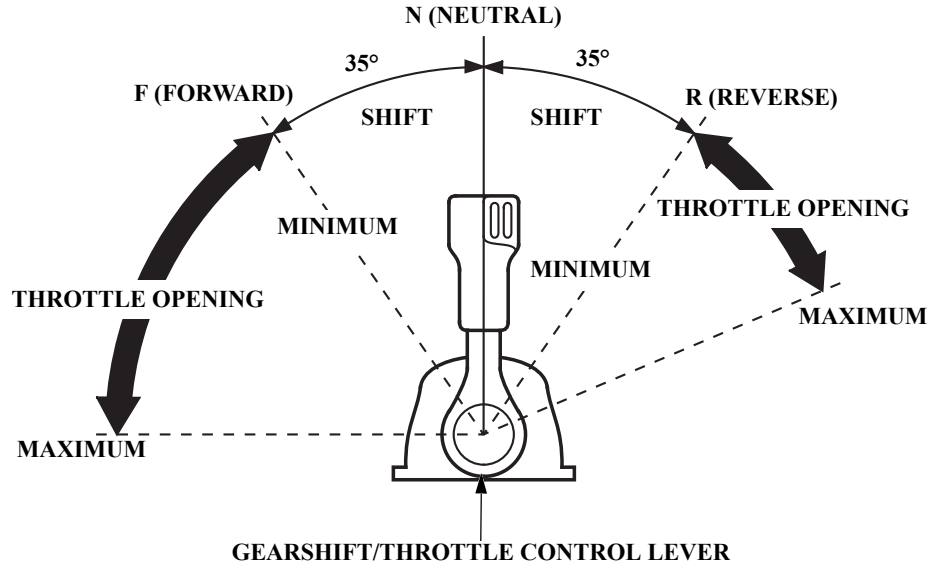 N (NEUTRAL)
35°
35°
F (FORWARD)
R (REVERSE)
SHIFT
SHIFT
THROTTLE OPENING
MINIMUM
MINIMUM
THROTTLE OPENING
MAXIMUM
MAXIMUM
GEARSHIFT/THROTTLE CONTROL LEVER